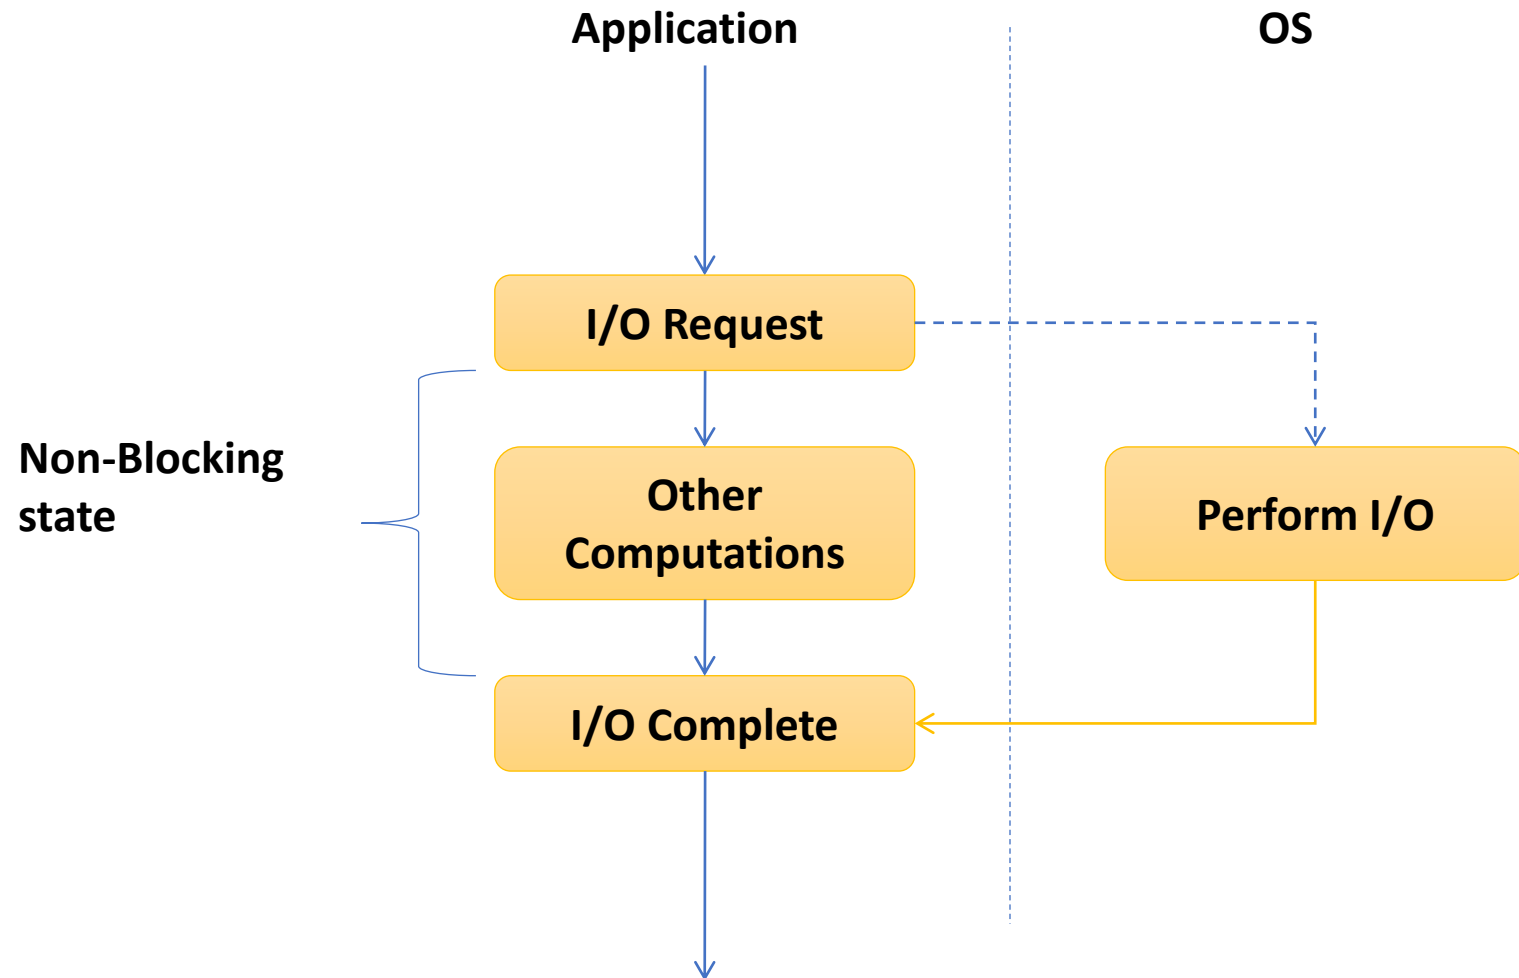 Application
OS
I/O Request
Non-Blocking
state
Other
Computations
Perform I/O
I/O Complete